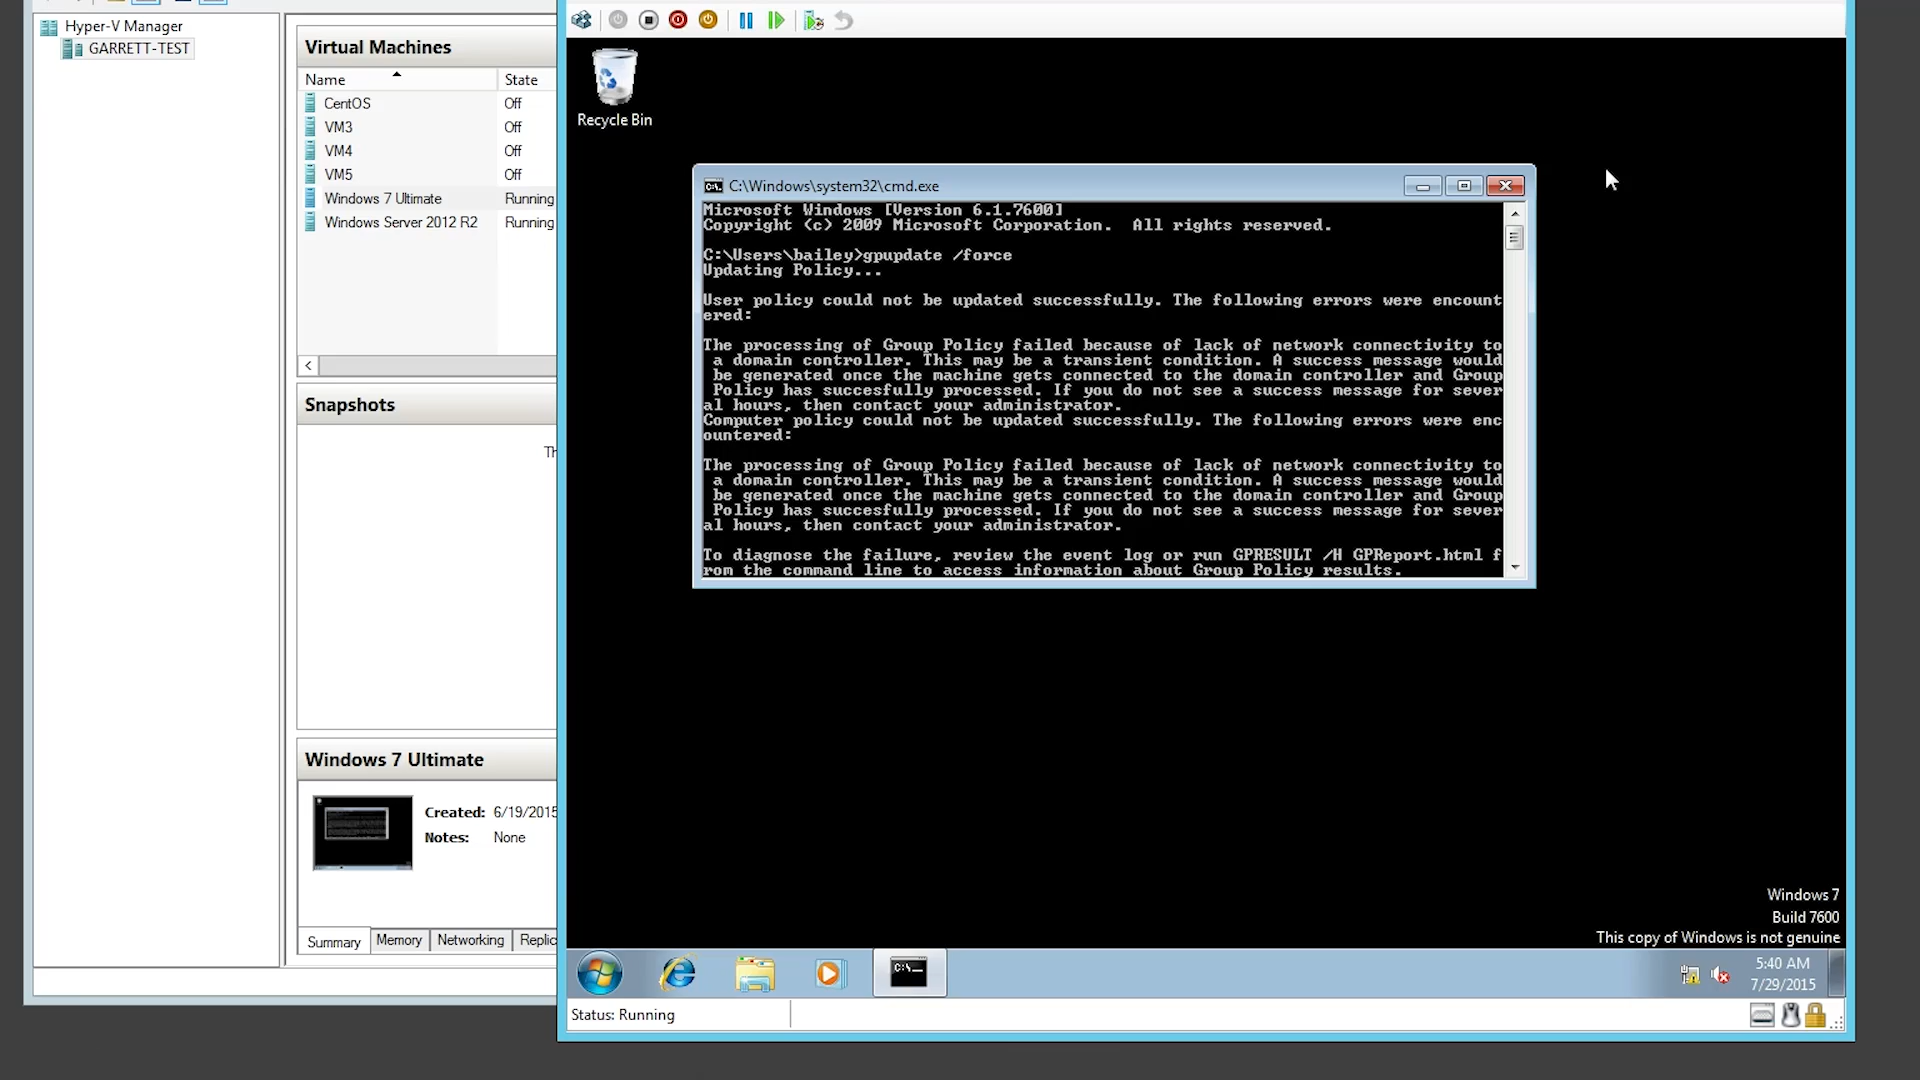 Hyper-V Manager
GARRETT-TEST
Virtual Machines
Name State
CentOS Off
VM3 Off
VM4 Off
VM5 Off
Windows 7 Ultimate Running
Windows Server 2012 R2 Running
Snapshots
Th
Windows 7 Ultimate
Created: 6/19/2015
Notes: None
Summary Memory Networking Replic
Recycle Bin
C:\Windows\system32\cmd.exe
Microsoft Windows [Version 6.1.7600]
Copyright (c) 2009 Microsoft Corporation.  All rights reserved.
C:\Users\bailey>gpupdate /force
Updating Policy...
User policy could not be updated successfully. The following errors were encount
ered:
The processing of Group Policy failed because of lack of network connectivity to
a domain controller. This may be a transient condition. A success message would
be generated once the machine gets connected to the domain controller and Group
Policy has succesfully processed. If you do not see a success message for sever
al hours, then contact your administrator.
Computer policy could not be updated successfully. The following errors were enc
ountered:
The processing of Group Policy failed because of lack of network connectivity to
a domain controller. This may be a transient condition. A success message would
be generated once the machine gets connected to the domain controller and Group
Policy has succesfully processed. If you do not see a success message for sever
al hours, then contact your administrator.
To diagnose the failure, review the event log or run GPRESULT /H GPReport.html f
rom the command line to access information about Group Policy results.
Windows 7
Build 7600
This copy of Windows is not genuine
5:40 AM
7/29/2015
Status: Running